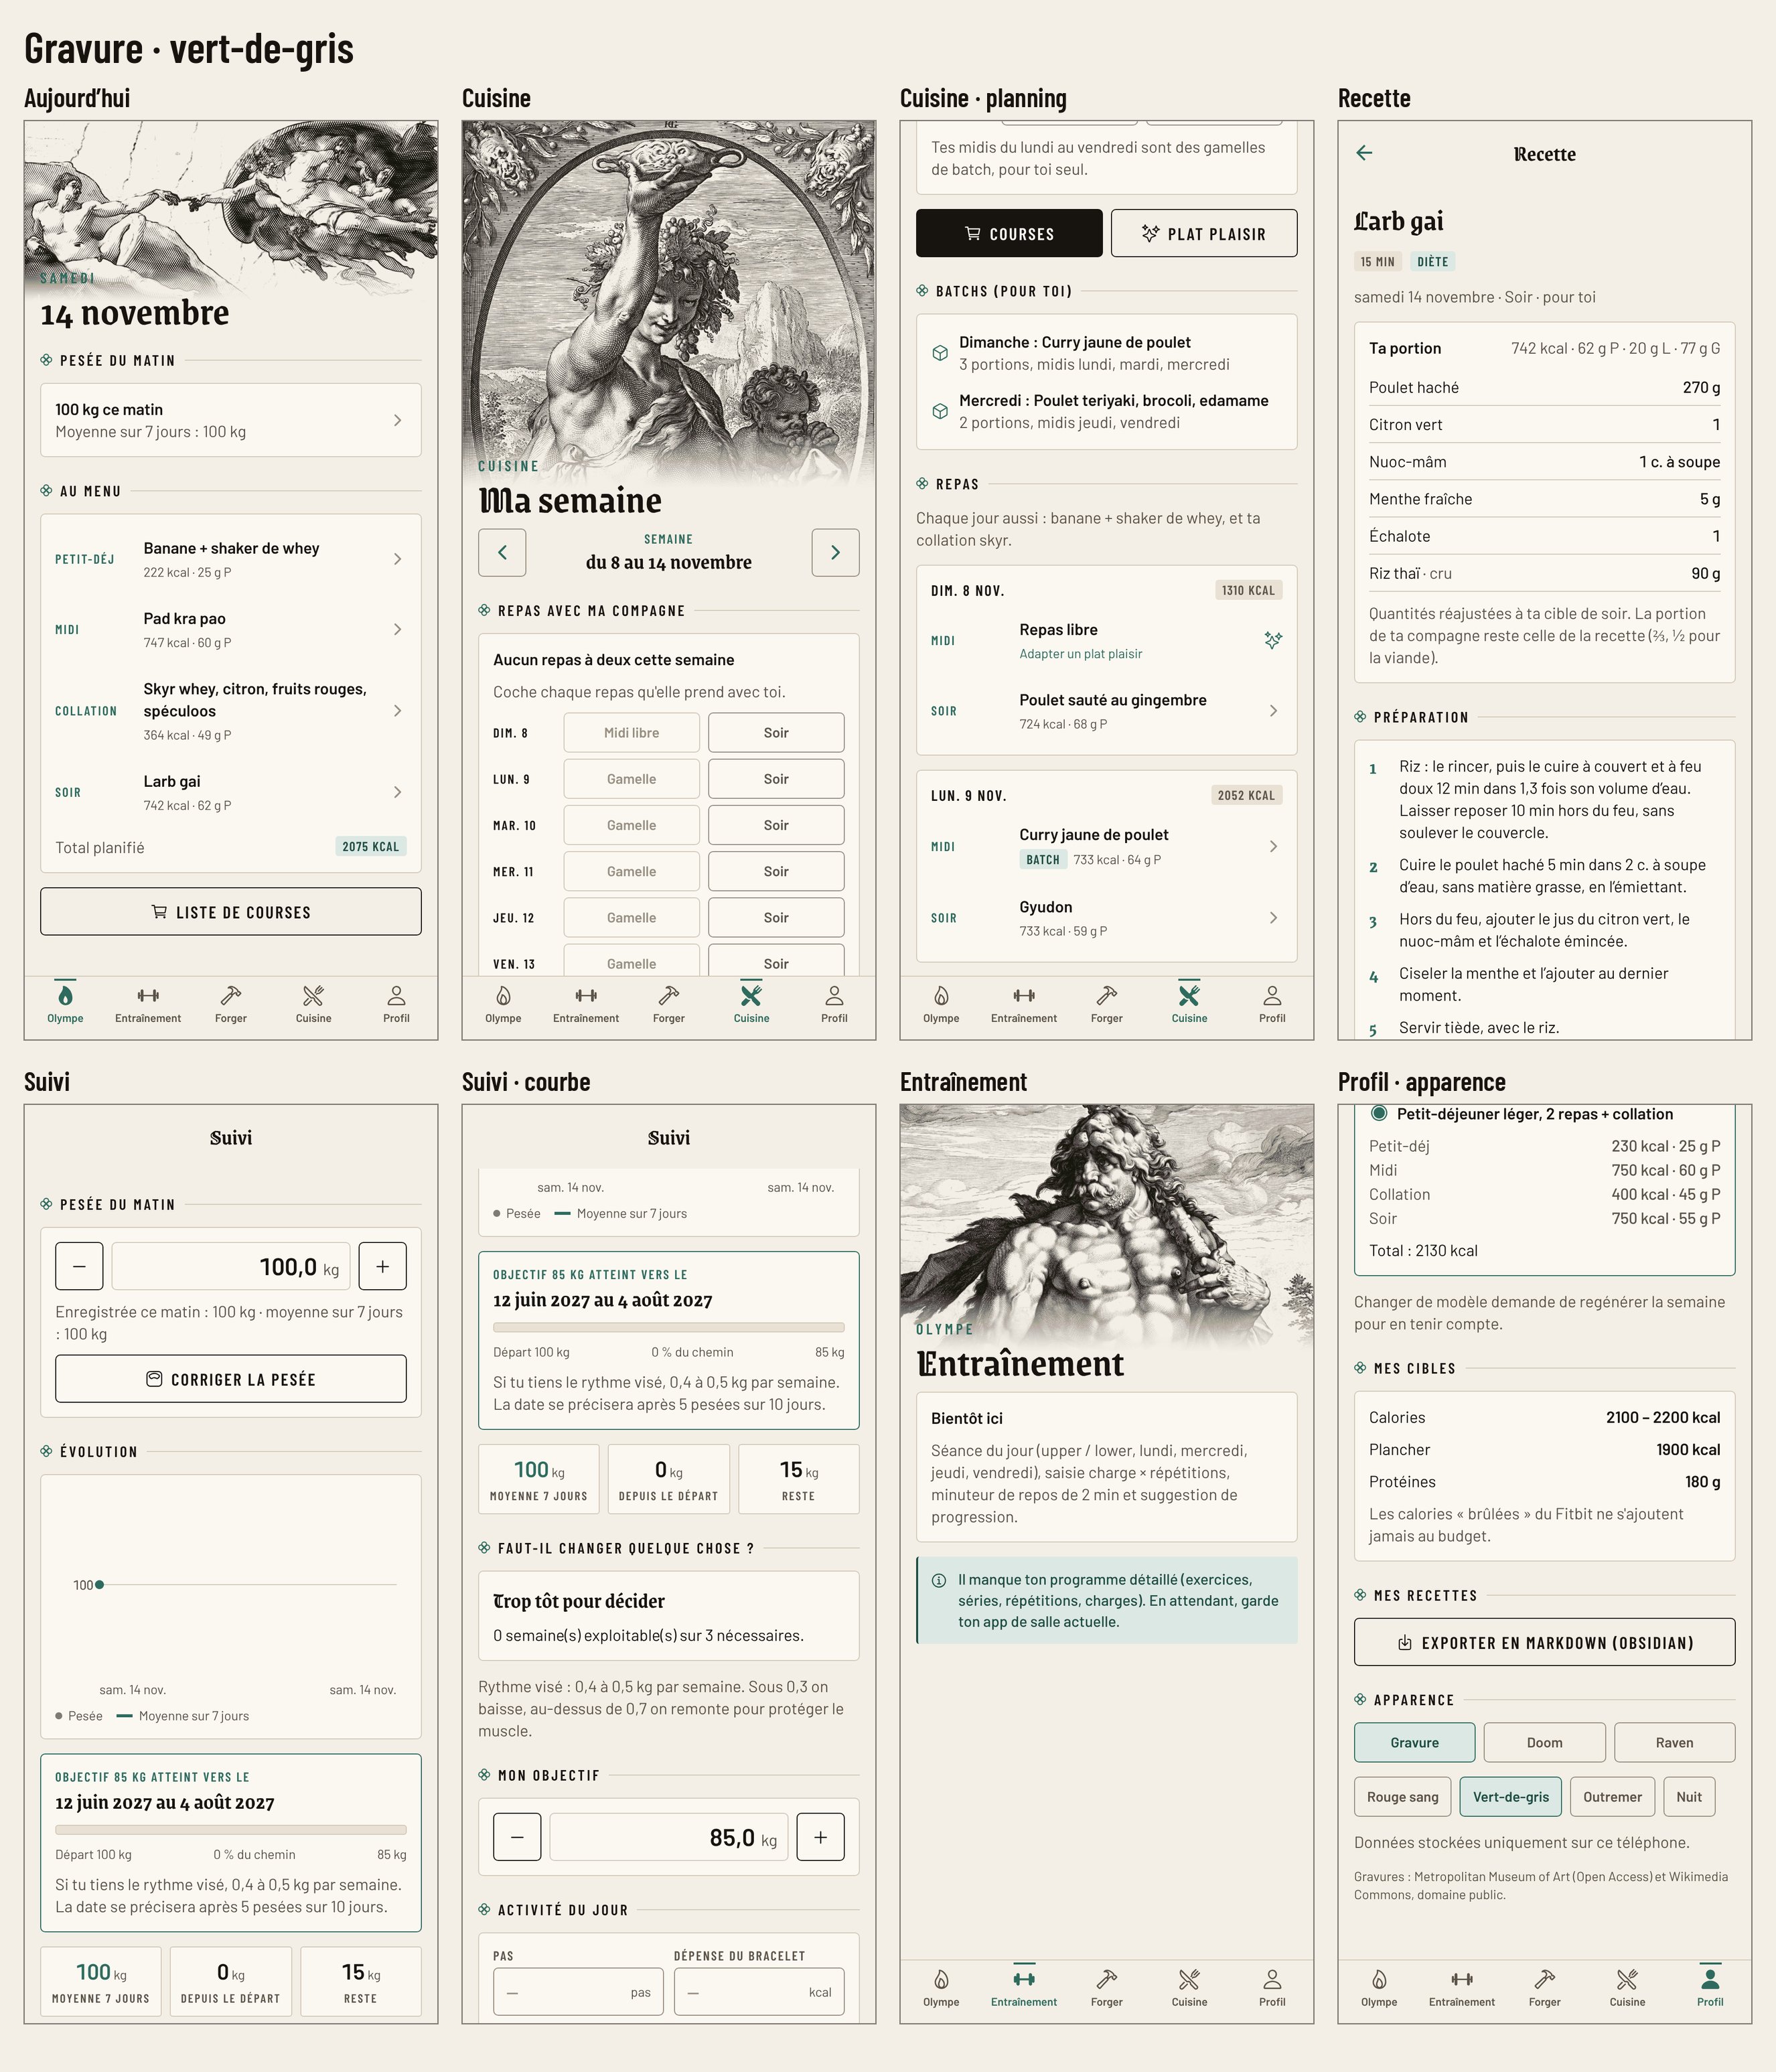 Gravure · vert-de-gris
Aujourd’hui
SAMEDI
14 novembre
PESÉE DU MATIN
100 kg ce matin
Moyenne sur 7 jours : 100 kg
AU MENU
PETIT-DÉJ
Banane + shaker de whey
222 kcal · 25 g P
MIDI
Pad kra pao
747 kcal · 60 g P
COLLATION
Skyr whey, citron, fruits rouges,
spéculoos
364 kcal · 49 g P
SOIR
Larb gai
742 kcal · 62 g P
Total planifié
2075 KCAL
LISTE DE COURSES
Olympe
Entraînement
Forger
Cuisine
Profil
Cuisine
CUISINE
Ma semaine
SEMAINE
du 8 au 14 novembre
REPAS AVEC MA COMPAGNE
Aucun repas à deux cette semaine
Coche chaque repas qu'elle prend avec toi.
DIM. 8 Midi libre Soir
LUN. 9 Gamelle Soir
MAR. 10 Gamelle Soir
MER. 11 Gamelle Soir
JEU. 12 Gamelle Soir
VEN. 13 Gamelle Soir
Olympe
Entraînement
Forger
Cuisine
Profil
Cuisine · planning
Tes midis du lundi au vendredi sont des gamelles
de batch, pour toi seul.
COURSES
PLAT PLAISIR
BATCHS (POUR TOI)
Dimanche : Curry jaune de poulet
3 portions, midis lundi, mardi, mercredi
Mercredi : Poulet teriyaki, brocoli, edamame
2 portions, midis jeudi, vendredi
REPAS
Chaque jour aussi : banane + shaker de whey, et ta
collation skyr.
DIM. 8 NOV.
1310 KCAL
MIDI
Repas libre
Adapter un plat plaisir
SOIR
Poulet sauté au gingembre
724 kcal · 68 g P
LUN. 9 NOV.
2052 KCAL
MIDI
Curry jaune de poulet
BATCH 733 kcal · 64 g P
SOIR
Gyudon
733 kcal · 59 g P
Olympe
Entraînement
Forger
Cuisine
Profil
Recette
Recette
Larb gai
15 MIN
DIÈTE
samedi 14 novembre · Soir · pour toi
Ta portion 742 kcal · 62 g P · 20 g L · 77 g G
Poulet haché 270 g
Citron vert 1
Nuoc-mâm 1 c. à soupe
Menthe fraîche 5 g
Échalote 1
Riz thaï · cru 90 g
Quantités réajustées à ta cible de soir. La portion
de ta compagne reste celle de la recette (⅔, ½ pour
la viande).
PRÉPARATION
1 Riz : le rincer, puis le cuire à couvert et à feu
doux 12 min dans 1,3 fois son volume d’eau.
Laisser reposer 10 min hors du feu, sans
soulever le couvercle.
2 Cuire le poulet haché 5 min dans 2 c. à soupe
d’eau, sans matière grasse, en l’émiettant.
3 Hors du feu, ajouter le jus du citron vert, le
nuoc-mâm et l’échalote émincée.
4 Ciseler la menthe et l’ajouter au dernier
moment.
5 Servir tiède, avec le riz.
Suivi
Suivi
PESÉE DU MATIN
− 100,0 kg +
Enregistrée ce matin : 100 kg · moyenne sur 7 jours
: 100 kg
CORRIGER LA PESÉE
ÉVOLUTION
100
sam. 14 nov. sam. 14 nov.
Pesée Moyenne sur 7 jours
OBJECTIF 85 KG ATTEINT VERS LE
12 juin 2027 au 4 août 2027
Départ 100 kg 0 % du chemin 85 kg
Si tu tiens le rythme visé, 0,4 à 0,5 kg par semaine.
La date se précisera après 5 pesées sur 10 jours.
100 kg
MOYENNE 7 JOURS
0 kg
DEPUIS LE DÉPART
15 kg
RESTE
Suivi · courbe
Suivi
sam. 14 nov. sam. 14 nov.
Pesée Moyenne sur 7 jours
OBJECTIF 85 KG ATTEINT VERS LE
12 juin 2027 au 4 août 2027
Départ 100 kg 0 % du chemin 85 kg
Si tu tiens le rythme visé, 0,4 à 0,5 kg par semaine.
La date se précisera après 5 pesées sur 10 jours.
100 kg
MOYENNE 7 JOURS
0 kg
DEPUIS LE DÉPART
15 kg
RESTE
FAUT-IL CHANGER QUELQUE CHOSE ?
Trop tôt pour décider
0 semaine(s) exploitable(s) sur 3 nécessaires.
Rythme visé : 0,4 à 0,5 kg par semaine. Sous 0,3 on
baisse, au-dessus de 0,7 on remonte pour protéger le
muscle.
MON OBJECTIF
− 85,0 kg +
ACTIVITÉ DU JOUR
PAS
— pas
DÉPENSE DU BRACELET
— kcal
Entraînement
OLYMPE
Entraînement
Bientôt ici
Séance du jour (upper / lower, lundi, mercredi,
jeudi, vendredi), saisie charge × répétitions,
minuteur de repos de 2 min et suggestion de
progression.
Il manque ton programme détaillé (exercices,
séries, répétitions, charges). En attendant, garde
ton app de salle actuelle.
Olympe
Entraînement
Forger
Cuisine
Profil
Profil · apparence
Petit-déjeuner léger, 2 repas + collation
Petit-déj 230 kcal · 25 g P
Midi 750 kcal · 60 g P
Collation 400 kcal · 45 g P
Soir 750 kcal · 55 g P
Total : 2130 kcal
Changer de modèle demande de regénérer la semaine
pour en tenir compte.
MES CIBLES
Calories 2100 – 2200 kcal
Plancher 1900 kcal
Protéines 180 g
Les calories « brûlées » du Fitbit ne s'ajoutent
jamais au budget.
MES RECETTES
EXPORTER EN MARKDOWN (OBSIDIAN)
APPARENCE
Gravure
Doom
Raven
Rouge sang
Vert-de-gris
Outremer
Nuit
Données stockées uniquement sur ce téléphone.
Gravures : Metropolitan Museum of Art (Open Access) et Wikimedia
Commons, domaine public.
Olympe
Entraînement
Forger
Cuisine
Profil